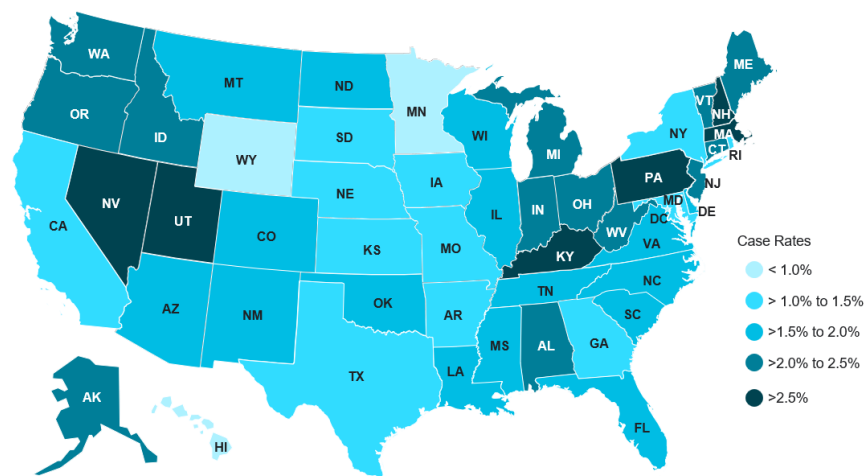 WA
MT
ND
MN
ME
VT
NH
OR
ID
WY
SD
WI
MI
NY
MA
CT
RI
NV
UT
CA
CO
NE
IA
IL
IN
OH
PA
NJ
MD
DE
DC
WV
VA
KS
MO
KY
AZ
NM
OK
AR
TN
NC
SC
TX
LA
MS
AL
GA
FL
AK
HI
Case Rates
< 1.0%
> 1.0% to 1.5%
>1.5% to 2.0%
>2.0% to 2.5%
>2.5%